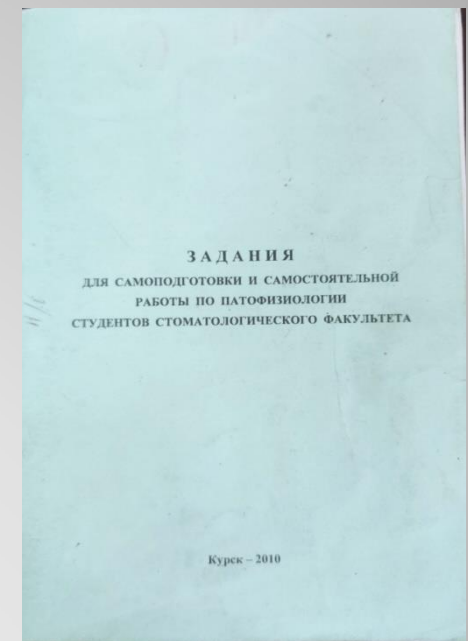 ЗАДАНИЯ
ДЛЯ САМОПОДГОТОВКИ И САМОСТОЯТЕЛЬНОЙ
РАБОТЫ ПО ПАТОФИЗИОЛОГИИ
СТУДЕНТОВ СТОМАТОЛОГИЧЕСКОГО ФАКУЛЬТЕТА
Курск – 2010